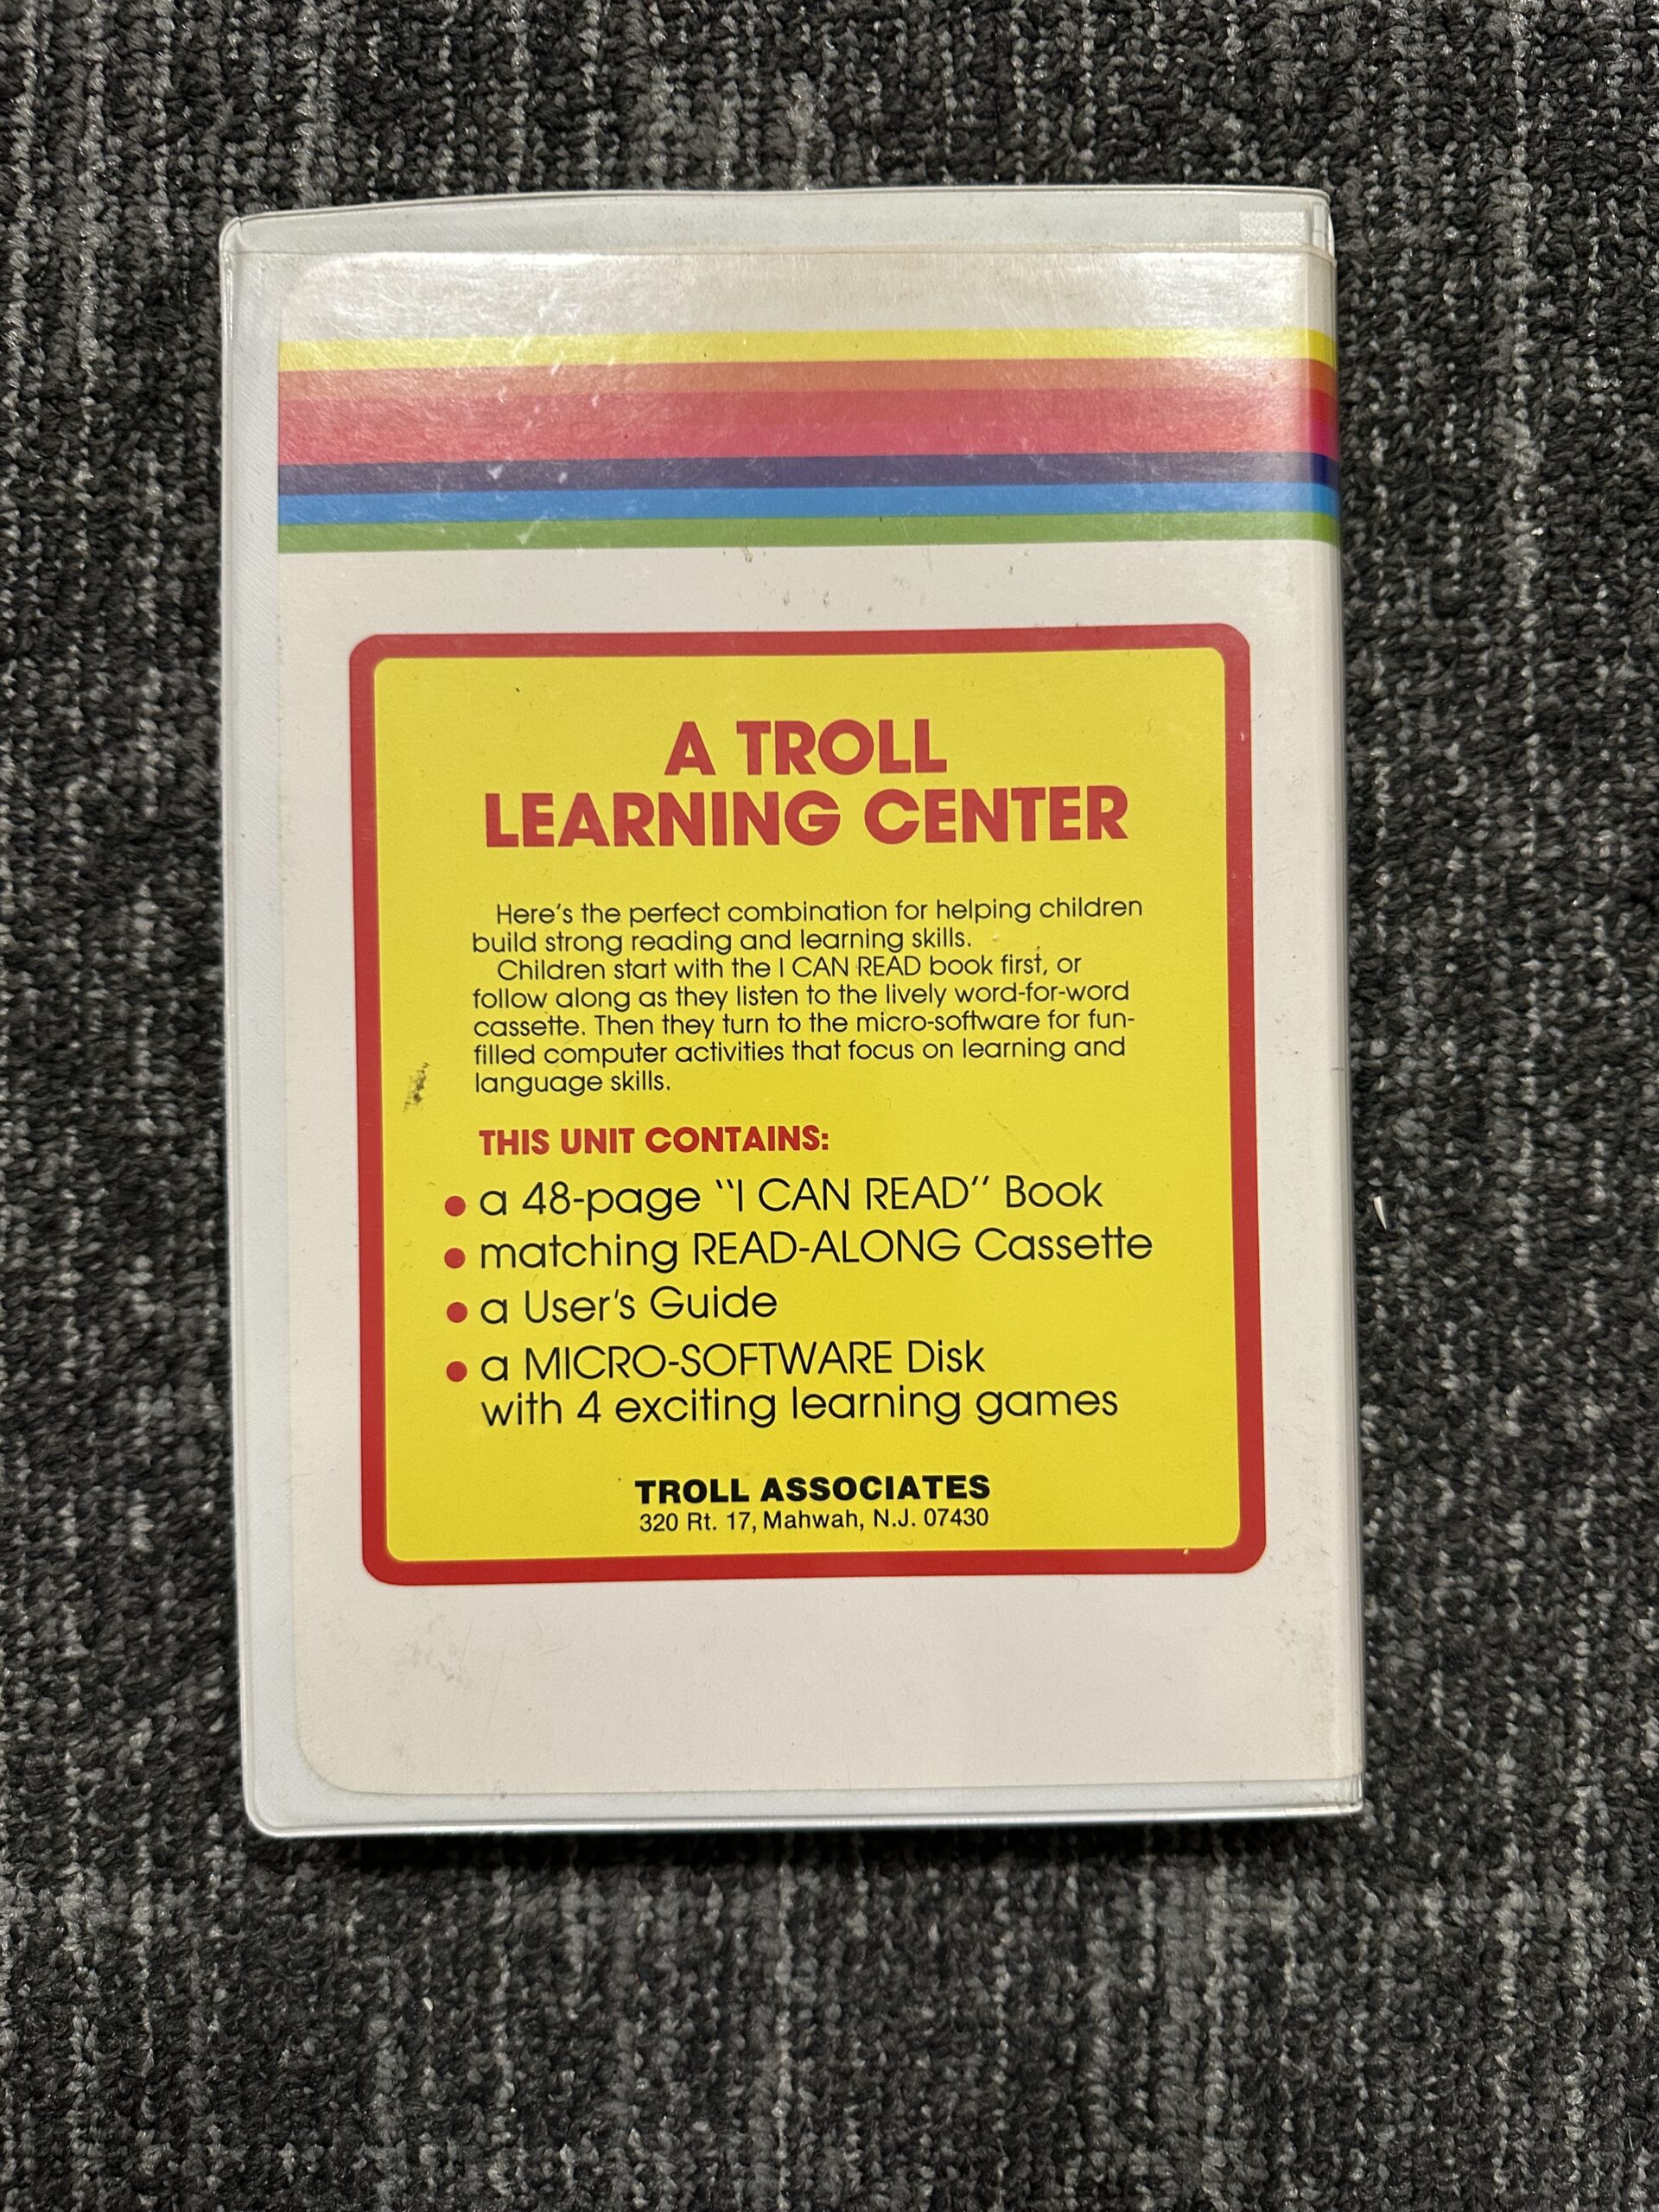 A TROLL
LEARNING CENTER
Here's the perfect combination for helping children
build strong reading and learning skills.
Children start with the I CAN READ book first, or
follow along as they listen to the lively word-for-word
cassette. Then they turn to the micro-software for fun-
filled computer activities that focus on learning and
language skills.
THIS UNIT CONTAINS:
• a 48-page "I CAN READ" Book
• matching READ-ALONG Cassette
• a User's Guide
• a MICRO-SOFTWARE Disk
with 4 exciting learning games
TROLL ASSOCIATES
320 Rt. 17, Mahwah, N.J. 07430